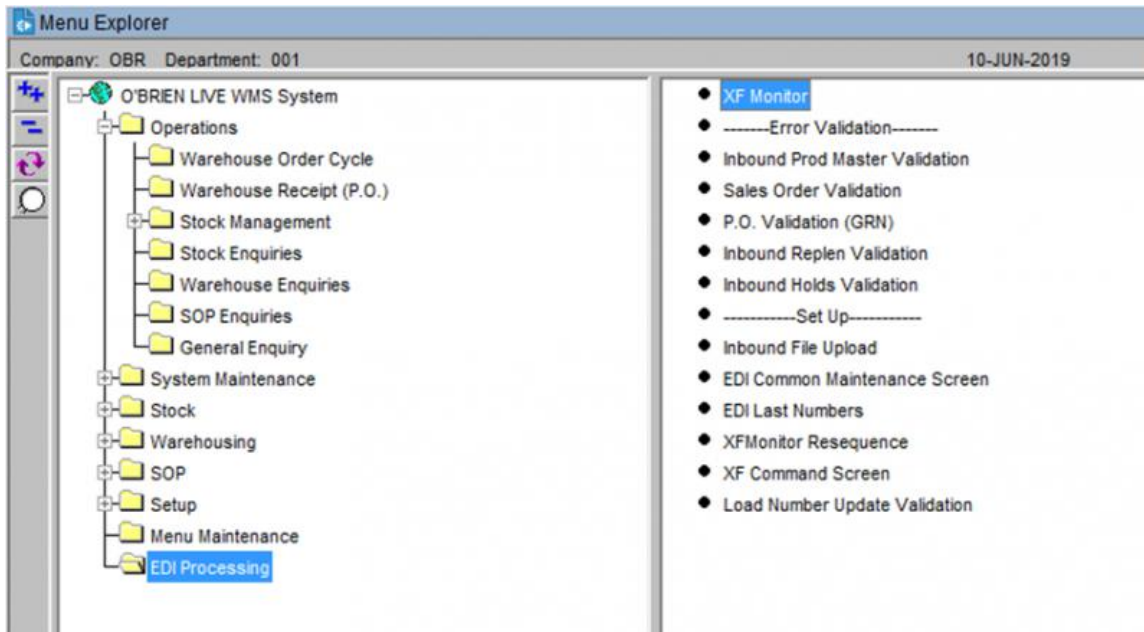 Menu Explorer
Company: OBR Department: 001 10-JUN-2019
O'BRIEN LIVE WMS System
Operations
Warehouse Order Cycle
Warehouse Receipt (P.O.)
Stock Management
Stock Enquiries
Warehouse Enquiries
SOP Enquiries
General Enquiry
System Maintenance
Stock
Warehousing
SOP
Setup
Menu Maintenance
EDI Processing
XF Monitor
-------Error Validation-------
Inbound Prod Master Validation
Sales Order Validation
P.O. Validation (GRN)
Inbound Replen Validation
Inbound Holds Validation
-----------Set Up-----------
Inbound File Upload
EDI Common Maintenance Screen
EDI Last Numbers
XFMonitor Resequence
XF Command Screen
Load Number Update Validation